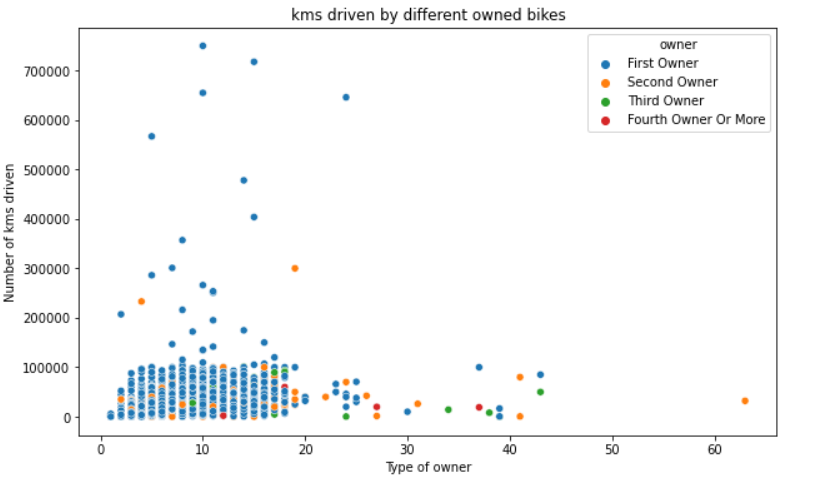 kms driven by different owned bikes
owner
First Owner
Second Owner
Third Owner
Fourth Owner Or More
Number of kms driven
700000
600000
500000
400000
300000
200000
100000
0
0 10 20 30 40 50 60
Type of owner